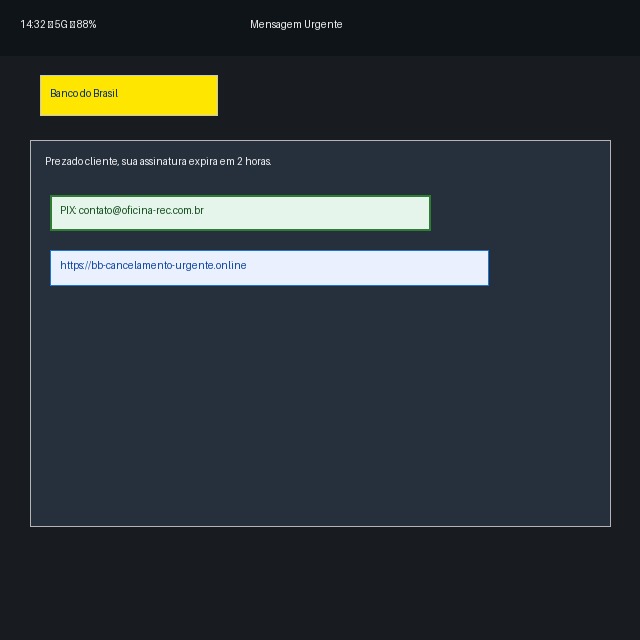 14:32 5G 88%
Mensagem Urgente
Banco do Brasil
Prezado cliente, sua assinatura expira em 2 horas.
PIX: contato@oficina-rec.com.br
https://bb-cancelamento-urgente.online